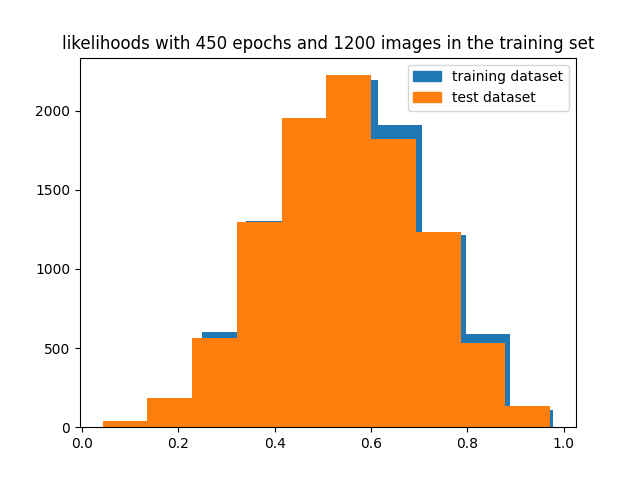 likelihoods with 450 epochs and 1200 images in the training set
training dataset
test dataset
2000
1500
1000
500
0
0.0 0.2 0.4 0.6 0.8 1.0